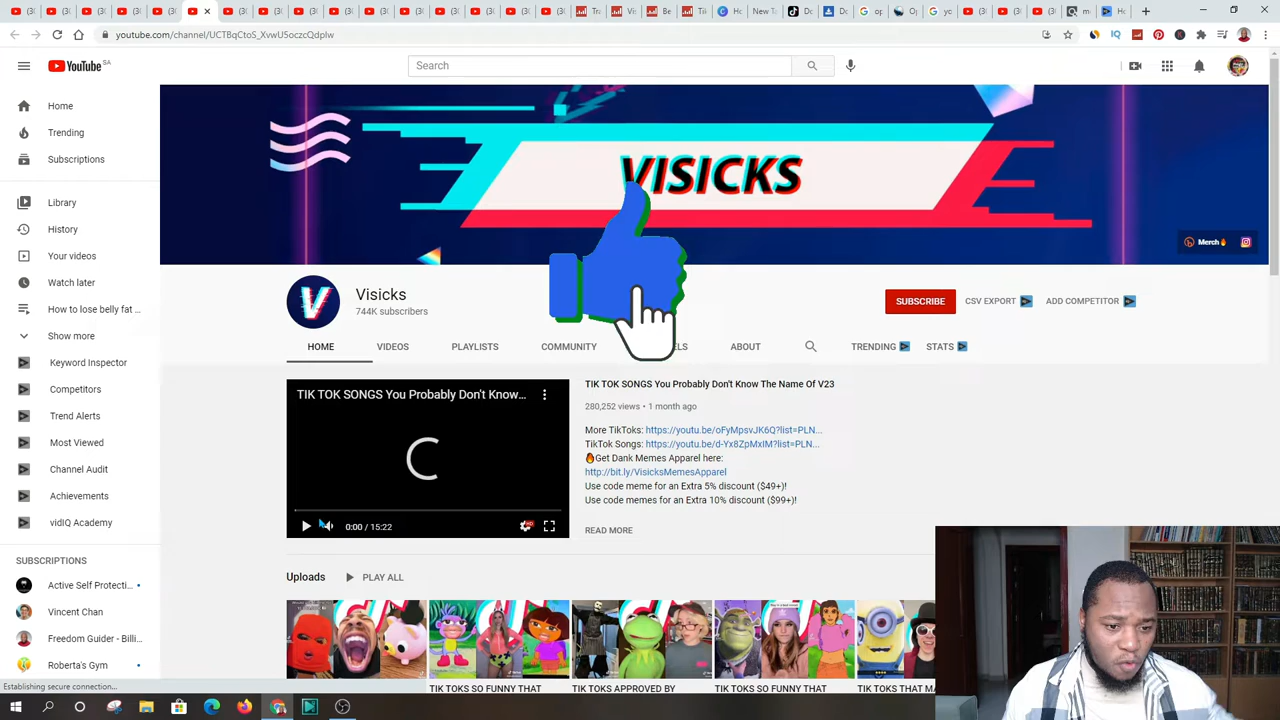 youtube.com/channel/UCTBqCtoS_XvwU5oczcQdplw
YouTube SA
Search
VISICKS
Merch🔥
Visicks
744K subscribers
SUBSCRIBE
CSV EXPORT
ADD COMPETITOR
HOME
VIDEOS
PLAYLISTS
COMMUNITY
ABOUT
TRENDING
STATS
Home
Trending
Subscriptions
Library
History
Your videos
Watch later
How to lose belly fat ...
Show more
Keyword Inspector
Competitors
Trend Alerts
Most Viewed
Channel Audit
Achievements
vidIQ Academy
SUBSCRIPTIONS
Active Self Protecti...
Vincent Chan
Freedom Guider - Billi...
Roberta's Gym
TIK TOK SONGS You Probably Don't Know...
0:00 / 15:22
TIK TOK SONGS You Probably Don't Know The Name Of V23
280,252 views • 1 month ago
More TikToks: https://youtu.be/oFyMpsvJK6Q?list=PLN...
TikTok Songs: https://youtu.be/d-Yx8ZpMxIM?list=PLN...
🔥Get Dank Memes Apparel here:
http://bit.ly/VisicksMemesApparel
Use code meme for an Extra 5% discount ($49+)!
Use code memes for an Extra 10% discount ($99+)!
READ MORE
Uploads
PLAY ALL
TIK TOKS SO FUNNY THAT
TIK TOKS APPROVED BY
TIK TOKS SO FUNNY THAT
TIK TOKS THAT
Establishing secure connection...